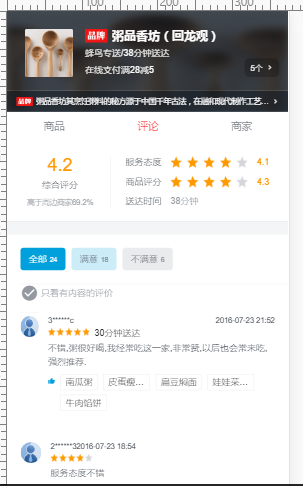 100 200 300
品牌 粥品香坊（回龙观）
蜂鸟专送/38分钟送达
在线支付满28减5
5个 >
品牌 粥品香坊其烹饪粥料的秘方源于中国千年古法，在融和现代制作工艺... >
商品 评论 商家
4.2
综合评分
高于周边商家69.2%
服务态度 4.1
商品评分 4.3
送达时间 38分钟
全部 24 满意 18 不满意 6
只看有内容的评价
3******c 2016-07-23 21:52
30分钟送达
不错,粥很好喝,我经常吃这一家,非常赞,以后也会常来吃,
强烈推荐.
南瓜粥 皮蛋瘦... 扁豆焖面 娃娃菜...
牛肉馅饼
2******3 2016-07-23 18:54
服务态度不错